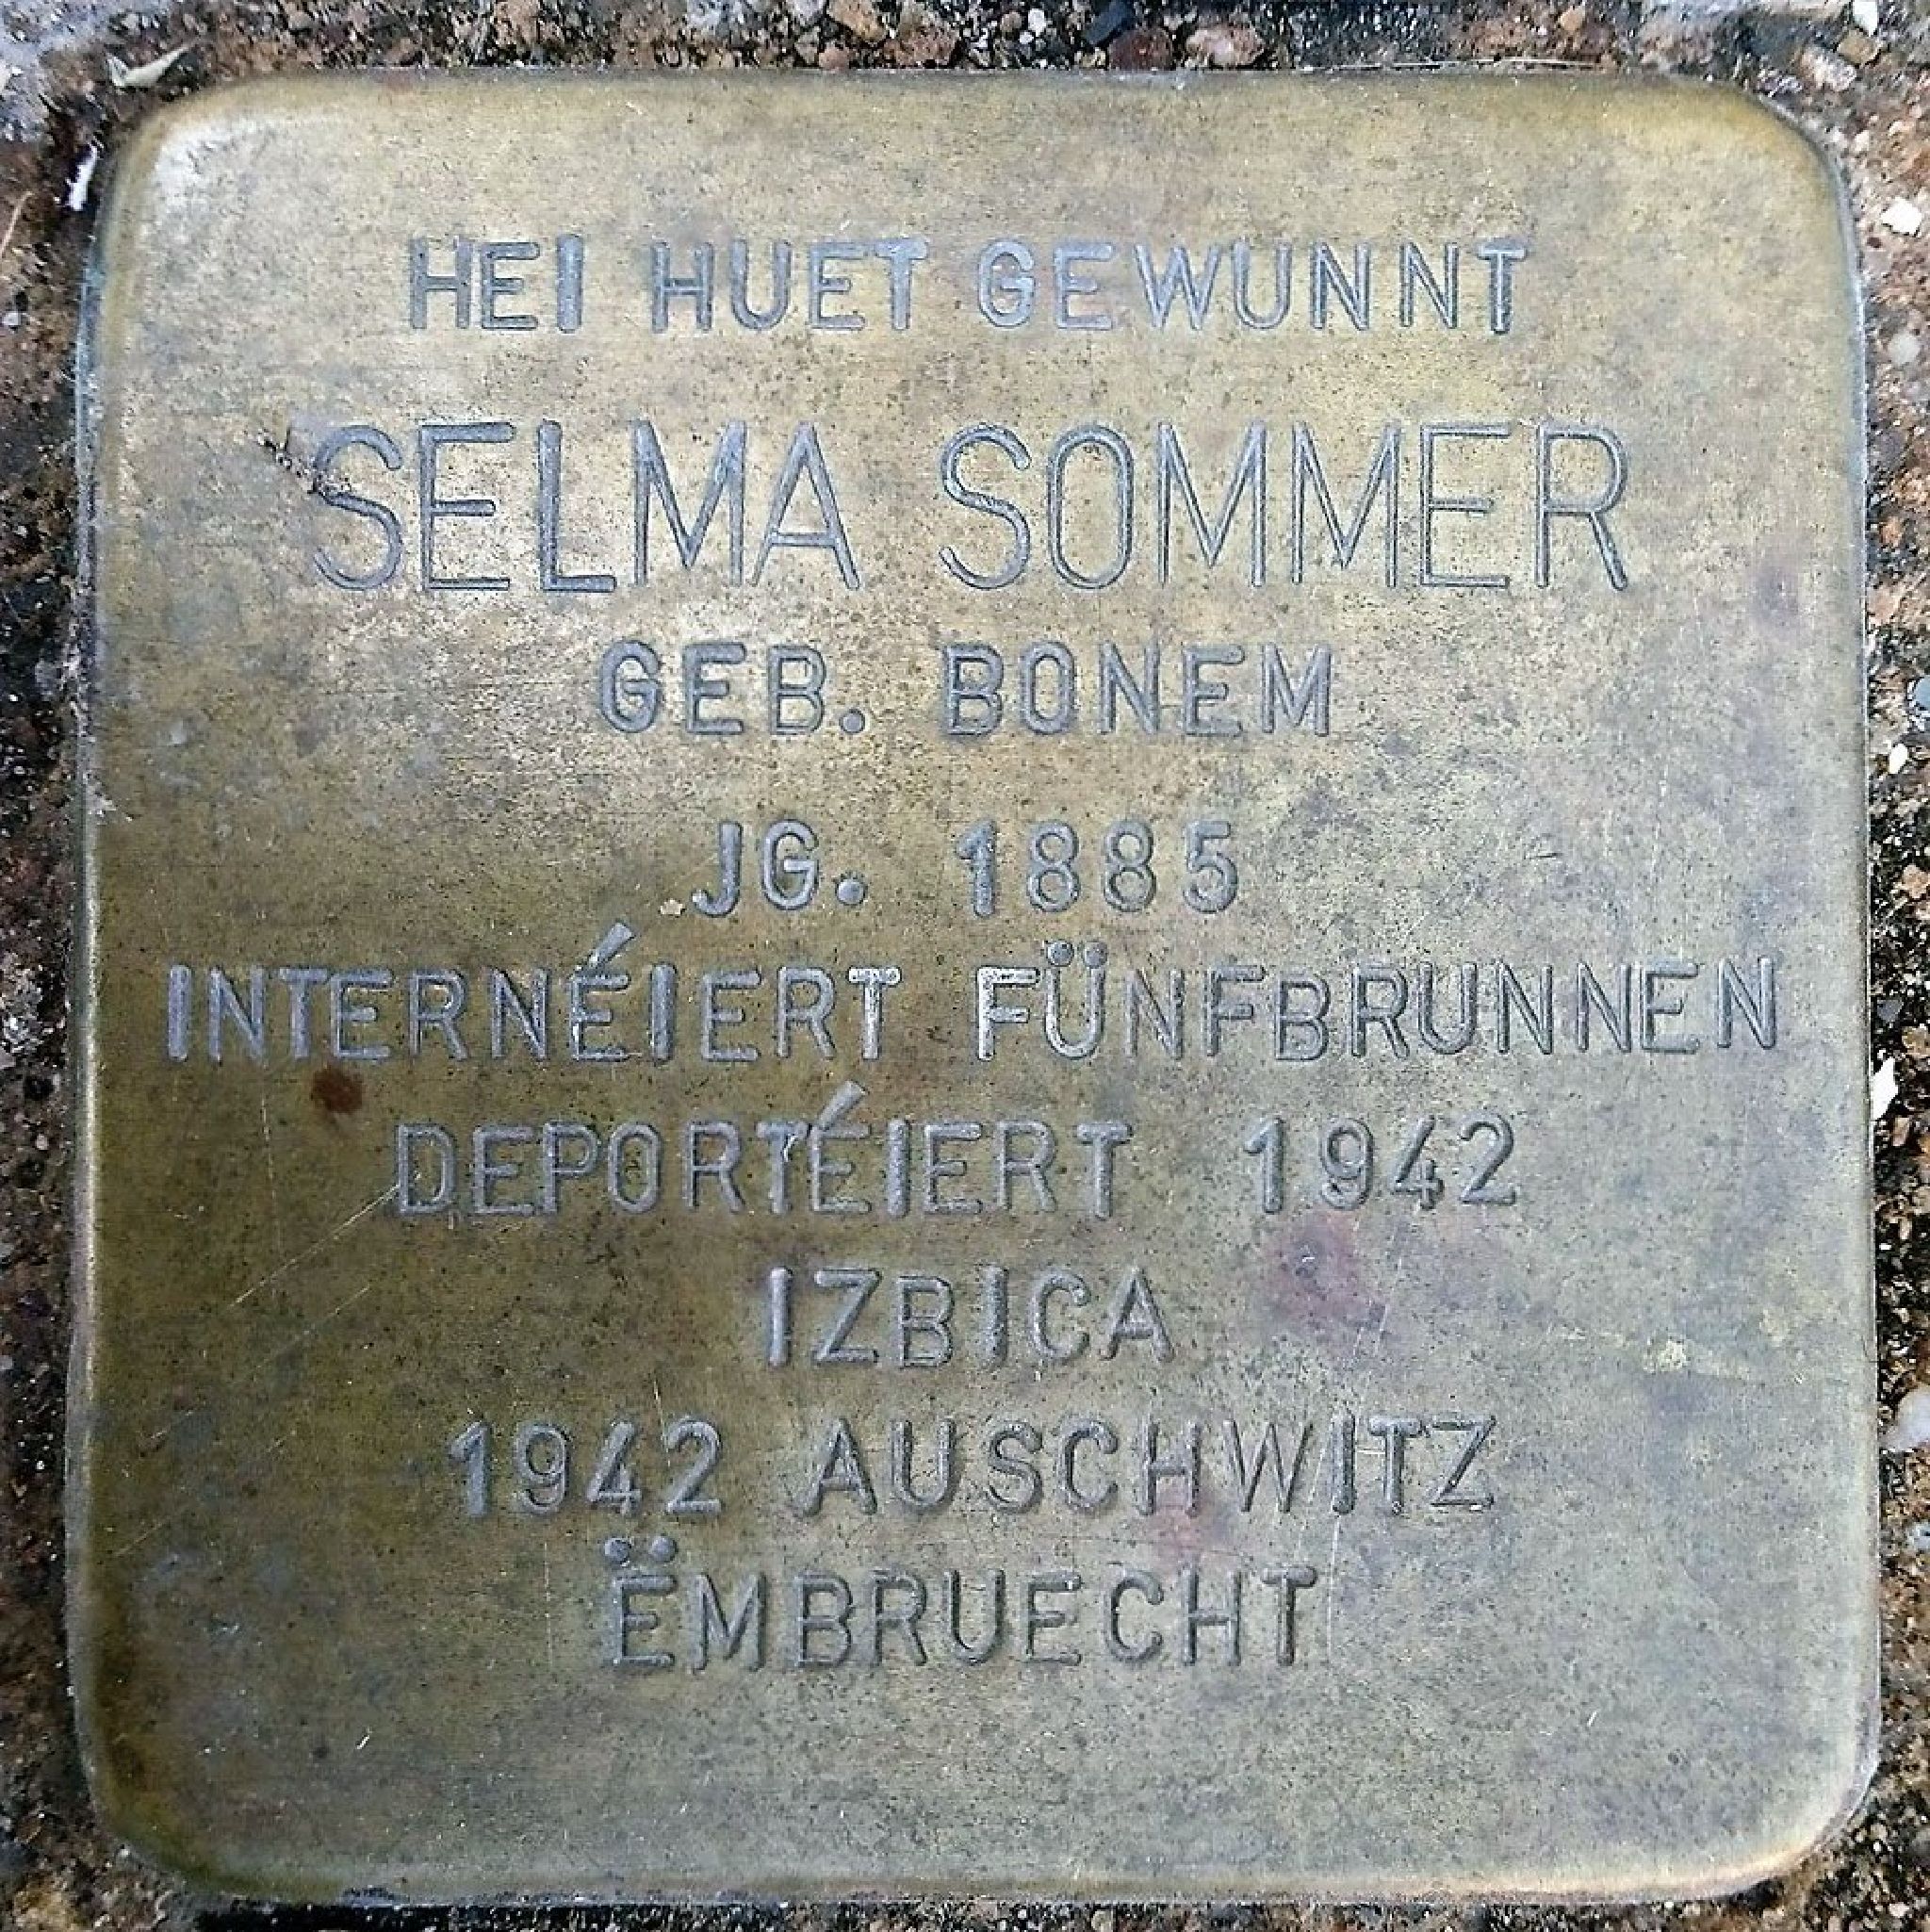 HEI HUET GEWUNNT
SELMA SOMMER
GEB. BONEM
JG. 1885
INTERNÉIERT FÜNFBRUNNEN
DEPORTÉIERT 1942
IZBICA
1942 AUSCHWITZ
ËMBRUECHT